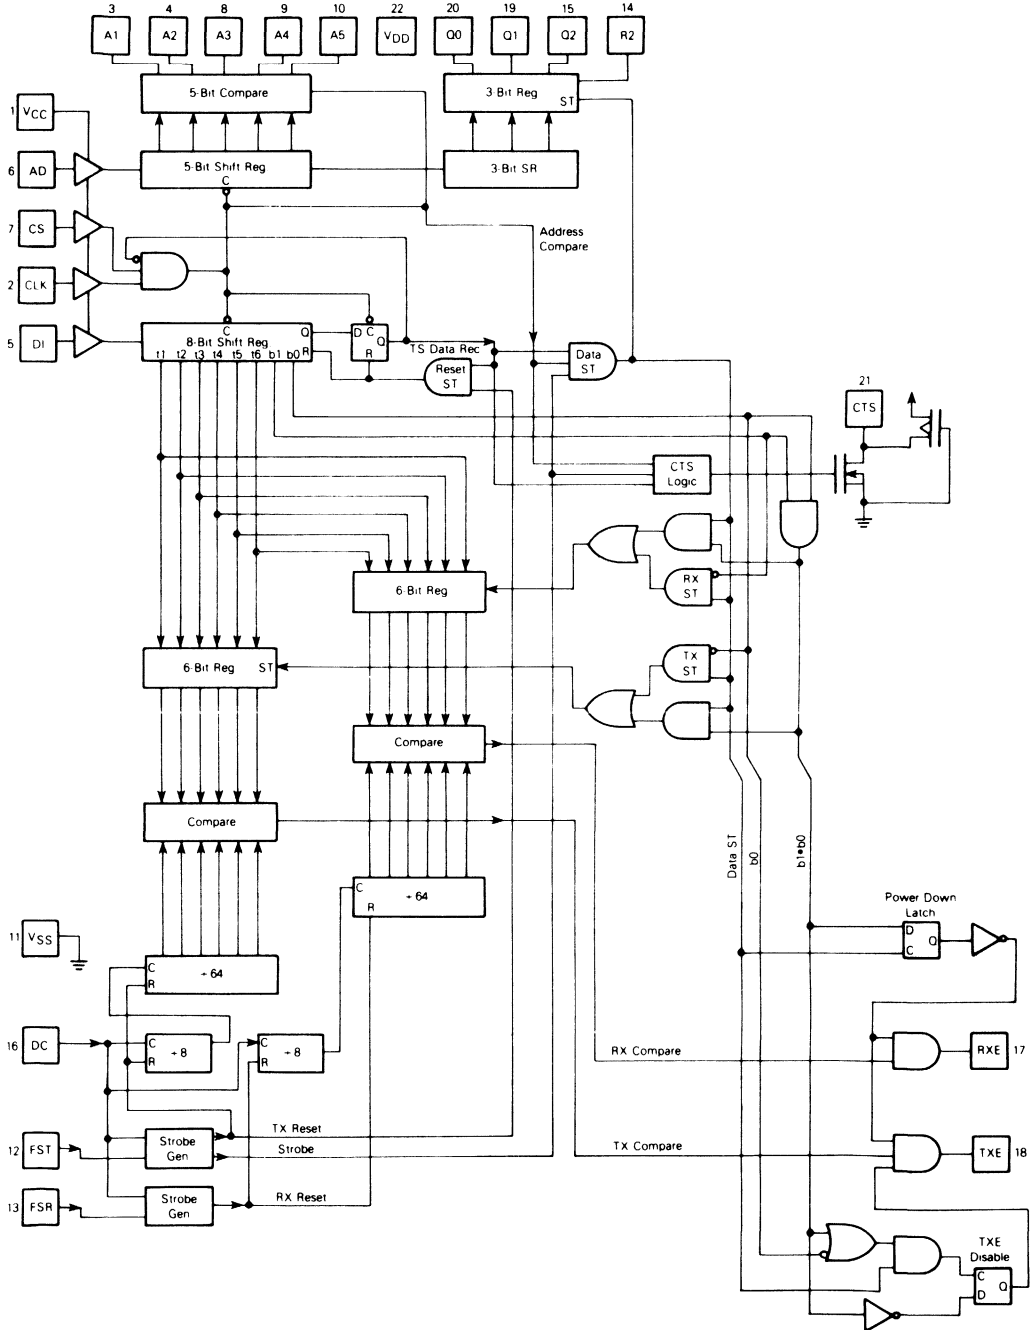 3 4 8 9 10 22 20 19 15 14
A1 A2 A3 A4 A5 VDD Q0 Q1 Q2 R2
5-Bit Compare
3-Bit Reg
ST
1 VCC
6 AD
5-Bit Shift Reg
C
3-Bit SR
7 CS
Address
Compare
2 CLK
5 DI
C
8-Bit Shift Reg
Q
R
t1 t2 t3 t4 t5 t6 b1 b0
D C
Q
R
TS Data Rec
Reset
ST
Data
ST
21
CTS
CTS
Logic
RX
ST
6-Bit Reg
TX
ST
6-Bit Reg ST
Compare
Compare
Data ST
b0
b1•b0
C
R
÷ 64
Power Down
Latch
D
Q
C
11 VSS
C
R
÷ 64
16 DC
C
R
÷ 8
C
R
÷ 8
RX Compare
RXE 17
TX Reset
12 FST
Strobe
Gen
Strobe
TX Compare
TXE 18
13 FSR
Strobe
Gen
RX Reset
TXE
Disable
C
Q
D